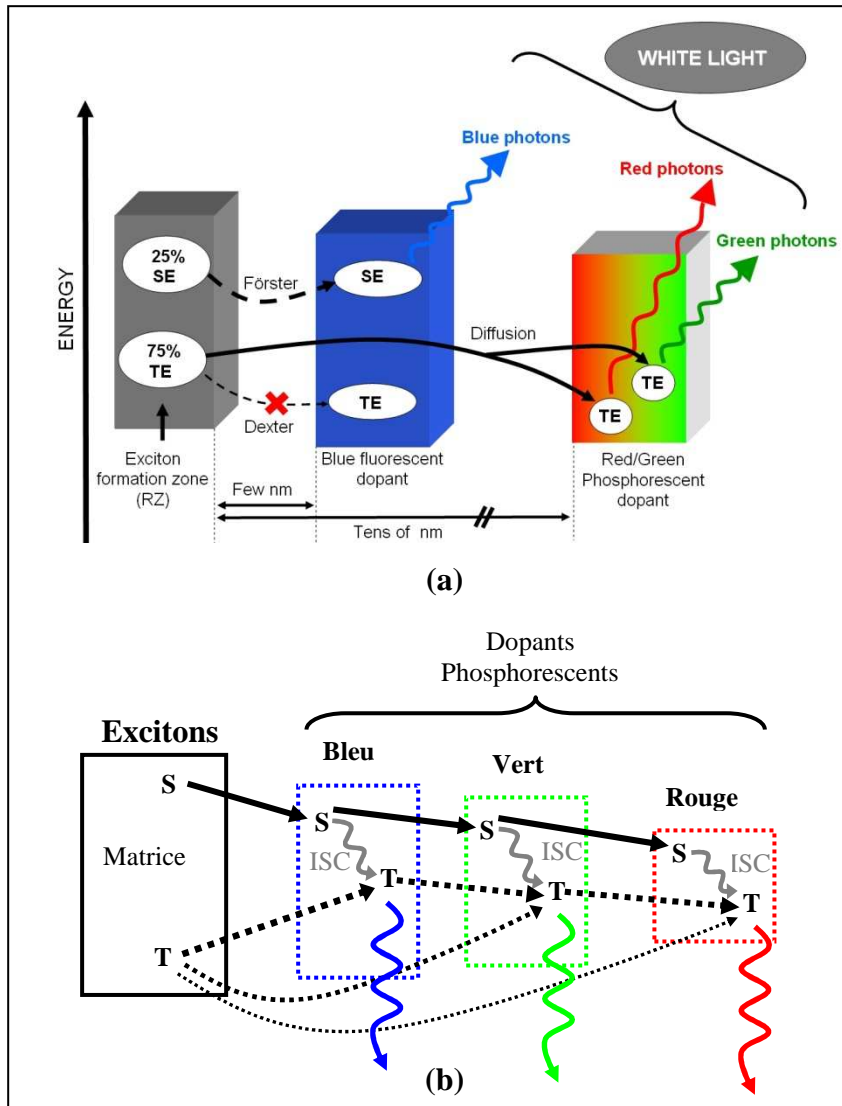 WHITE LIGHT
Blue photons
Red photons
Green photons
ENERGY
25%
SE
Förster
SE
75%
TE
Diffusion
Dexter
TE
TE
TE
Exciton
formation zone
(RZ)
Blue fluorescent
dopant
Red/Green
Phosphorescent
dopant
Few nm
Tens of nm
(a)
Dopants
Phosphorescents
Excitons
Bleu
Vert
Rouge
S
S
S
S
Matrice
ISC
ISC
ISC
T
T
T
T
(b)